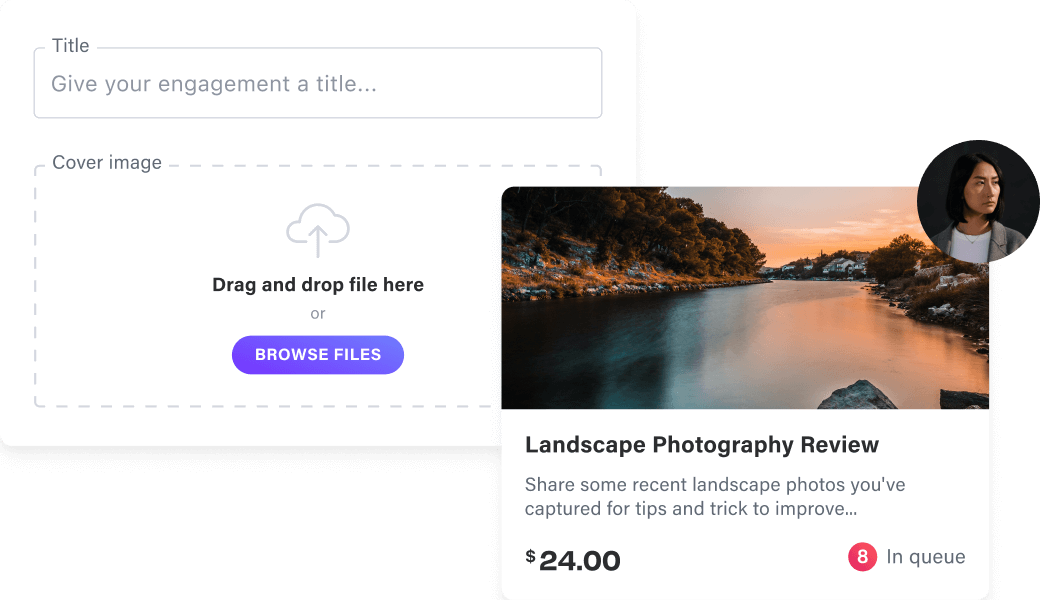 Title
Give your engagement a title...
Cover image
Drag and drop file here
or
BROWSE FILES
Landscape Photography Review
Share some recent landscape photos you've
captured for tips and trick to improve...
$24.00
8 In queue